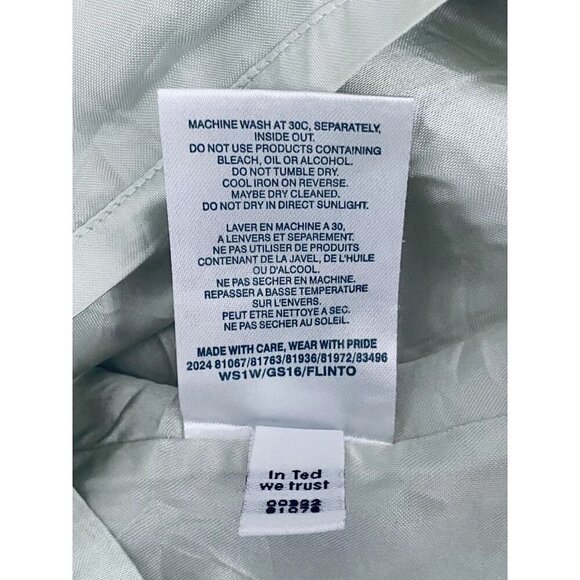 MACHINE WASH AT 30C, SEPARATELY,
INSIDE OUT.
DO NOT USE PRODUCTS CONTAINING
BLEACH, OIL OR ALCOHOL.
DO NOT TUMBLE DRY.
COOL IRON ON REVERSE.
MAYBE DRY CLEANED.
DO NOT DRY IN DIRECT SUNLIGHT.
LAVER EN MACHINE A 30,
A LENVERS ET SEPAREMENT.
NE PAS UTILISER DE PRODUITS
CONTENANT DE LA JAVEL, DE L'HUILE
OU D'ALCOOL.
NE PAS SECHER EN MACHINE.
REPASSER A BASSE TEMPERATURE
SUR L'ENVERS.
PEUT ETRE NETTOYE A SEC.
NE PAS SECHER AU SOLEIL.
MADE WITH CARE, WEAR WITH PRIDE
2024 81067/81763/81936/81972/83496
WS1W/GS16/FLINTO
In Ted
we trust